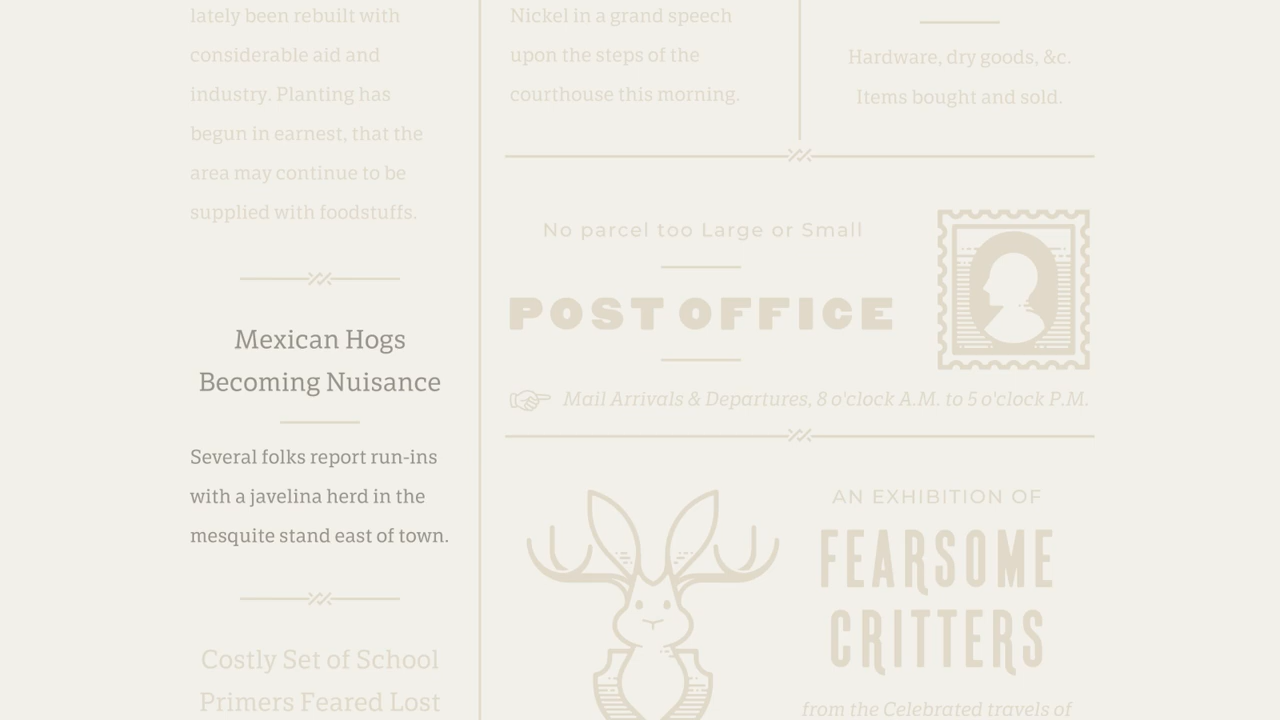 lately been rebuilt with
considerable aid and
industry. Planting has
begun in earnest, that the
area may continue to be
supplied with foodstuffs.
Mexican Hogs
Becoming Nuisance
Several folks report run-ins
with a javelina herd in the
mesquite stand east of town.
Costly Set of School
Primers Feared Lost
Nickel in a grand speech
upon the steps of the
courthouse this morning.
Hardware, dry goods, &c.
Items bought and sold.
No parcel too Large or Small
POST OFFICE
Mail Arrivals & Departures, 8 o'clock A.M. to 5 o'clock P.M.
AN EXHIBITION OF
FEARSOME
CRITTERS
from the Celebrated travels of